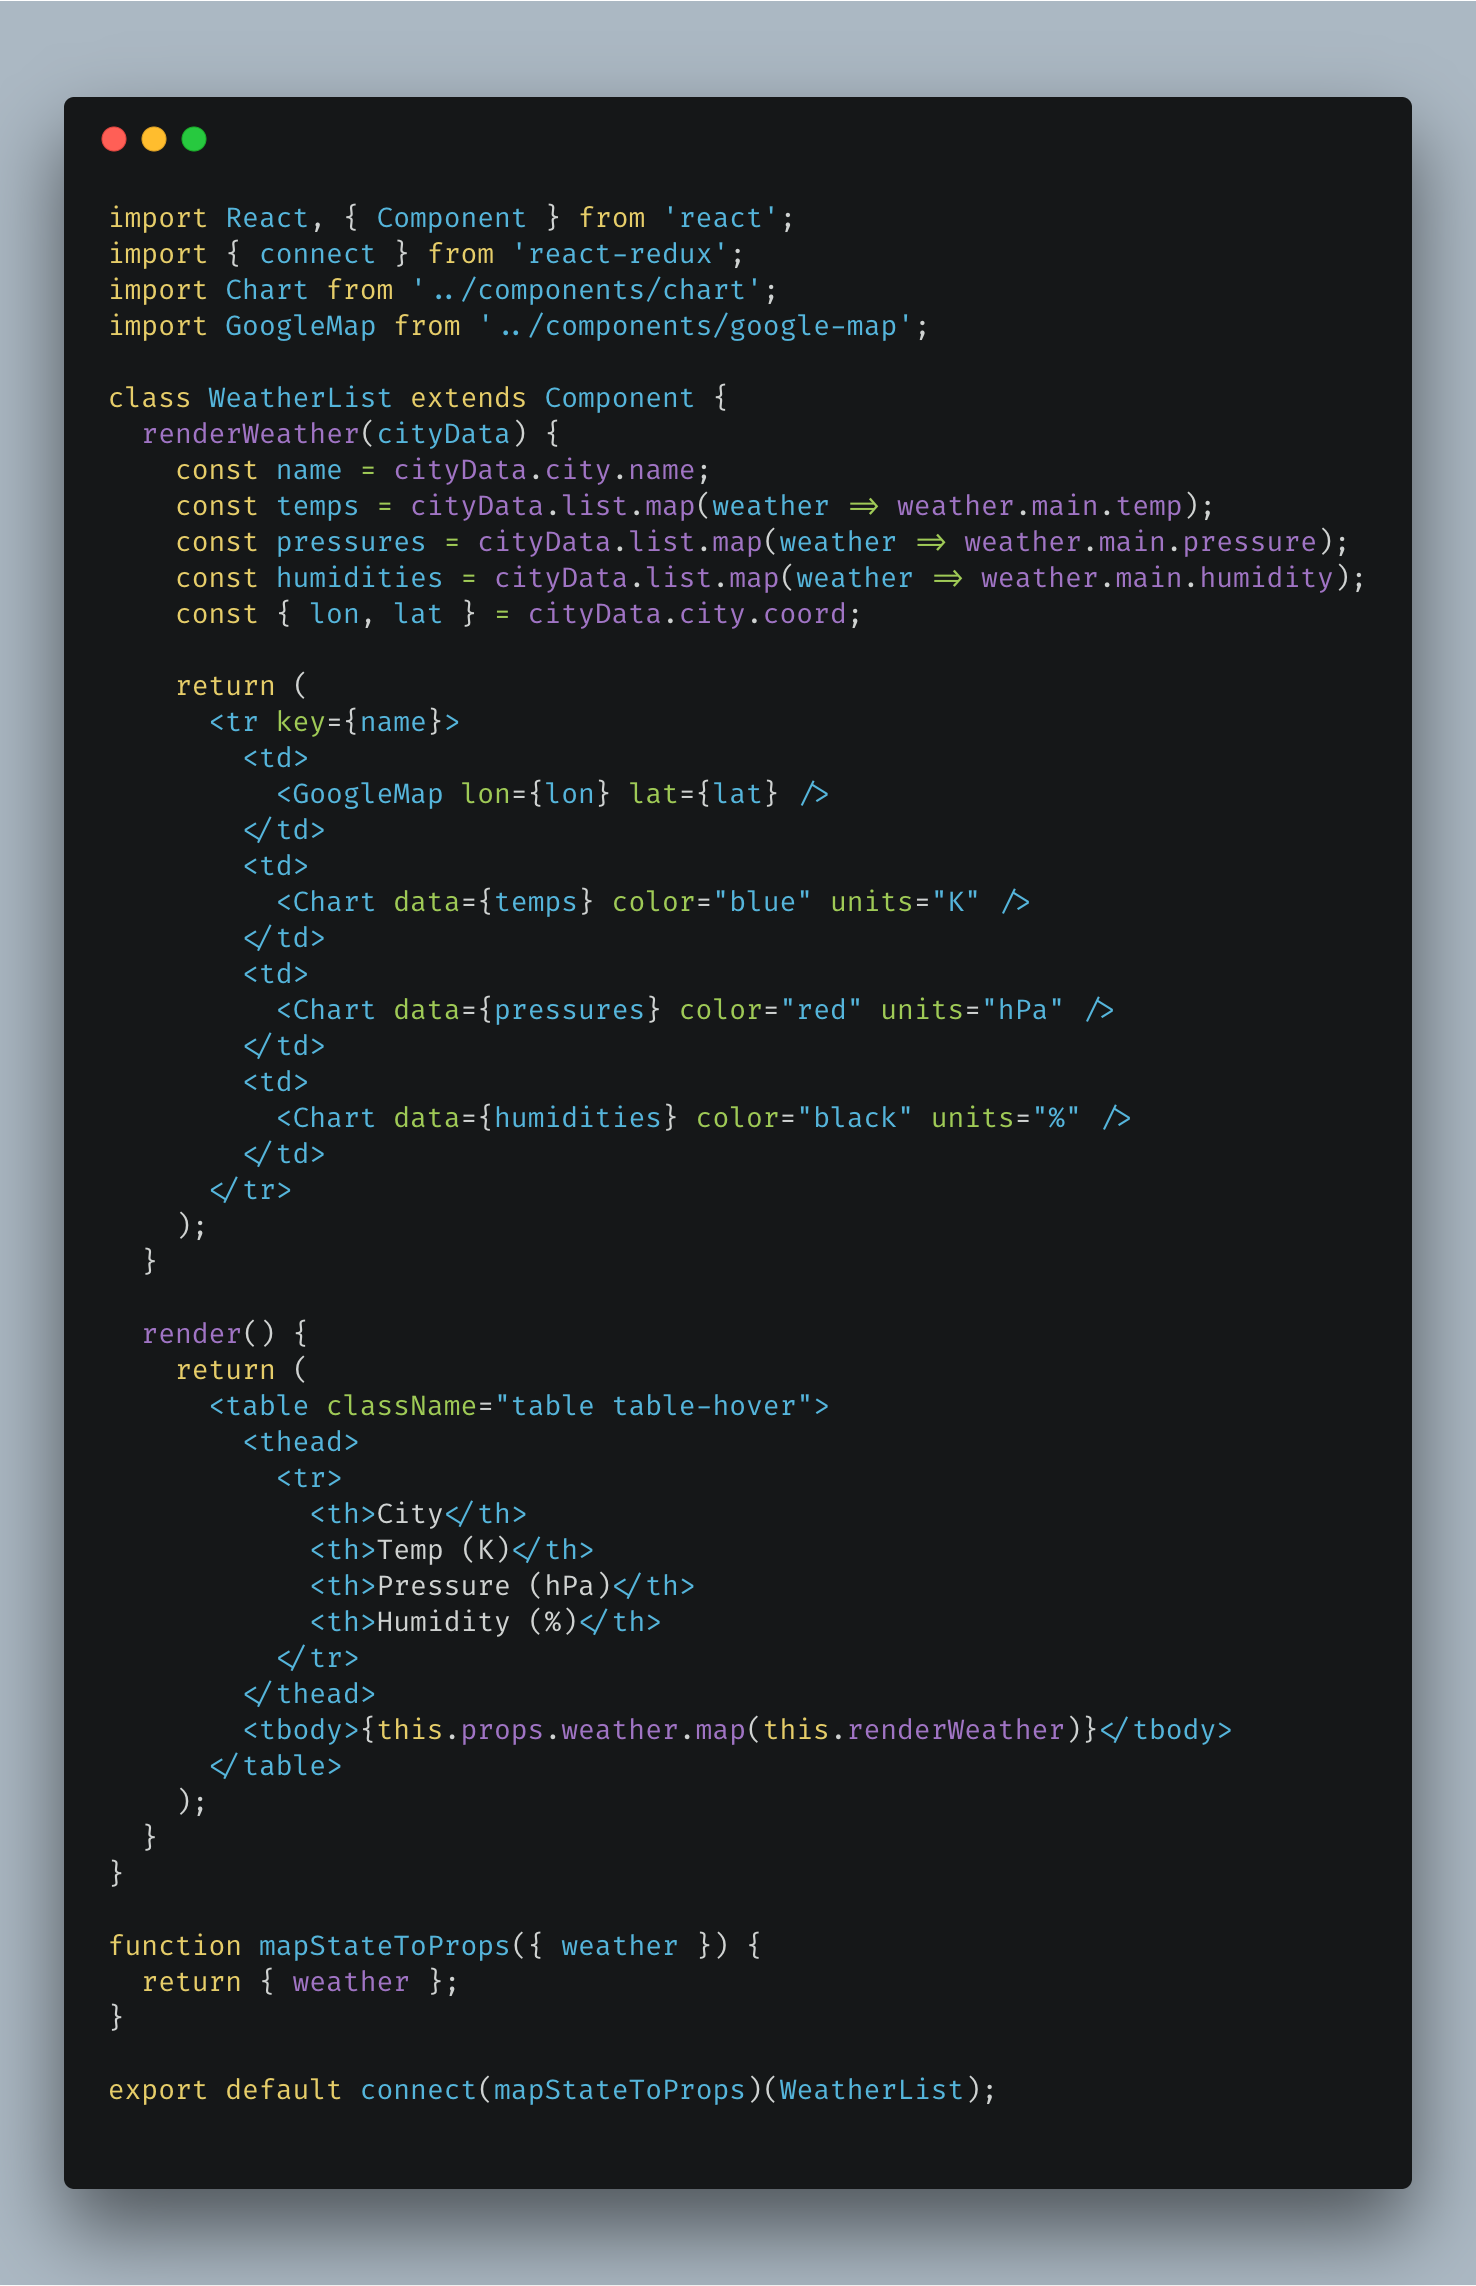 import React, { Component } from 'react';
import { connect } from 'react-redux';
import Chart from '../components/chart';
import GoogleMap from '../components/google-map';

class WeatherList extends Component {
  renderWeather(cityData) {
    const name = cityData.city.name;
    const temps = cityData.list.map(weather => weather.main.temp);
    const pressures = cityData.list.map(weather => weather.main.pressure);
    const humidities = cityData.list.map(weather => weather.main.humidity);
    const { lon, lat } = cityData.city.coord;

    return (
      <tr key={name}>
        <td>
          <GoogleMap lon={lon} lat={lat} />
        </td>
        <td>
          <Chart data={temps} color="blue" units="K" />
        </td>
        <td>
          <Chart data={pressures} color="red" units="hPa" />
        </td>
        <td>
          <Chart data={humidities} color="black" units="%" />
        </td>
      </tr>
    );
  }

  render() {
    return (
      <table className="table table-hover">
        <thead>
          <tr>
            <th>City</th>
            <th>Temp (K)</th>
            <th>Pressure (hPa)</th>
            <th>Humidity (%)</th>
          </tr>
        </thead>
        <tbody>{this.props.weather.map(this.renderWeather)}</tbody>
      </table>
    );
  }
}

function mapStateToProps({ weather }) {
  return { weather };
}

export default connect(mapStateToProps)(WeatherList);